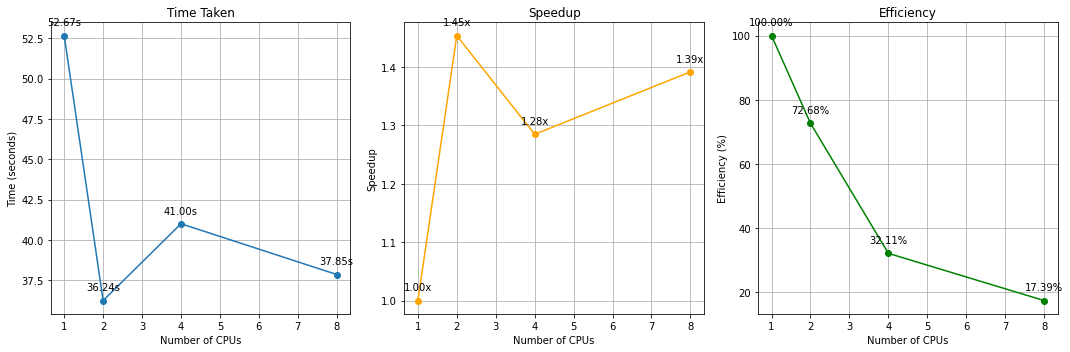 Time Taken
52.67s
52.5
50.0
47.5
45.0
42.5
40.0
37.5
Time (seconds)
36.24s
41.00s
37.85s
1 2 3 4 5 6 7 8
Number of CPUs
Speedup
1.45x
1.39x
1.28x
1.00x
1.4
1.3
1.2
1.1
1.0
Speedup
1 2 3 4 5 6 7 8
Number of CPUs
Efficiency
100.00%
72.68%
32.11%
17.39%
100
80
60
40
20
Efficiency (%)
1 2 3 4 5 6 7 8
Number of CPUs